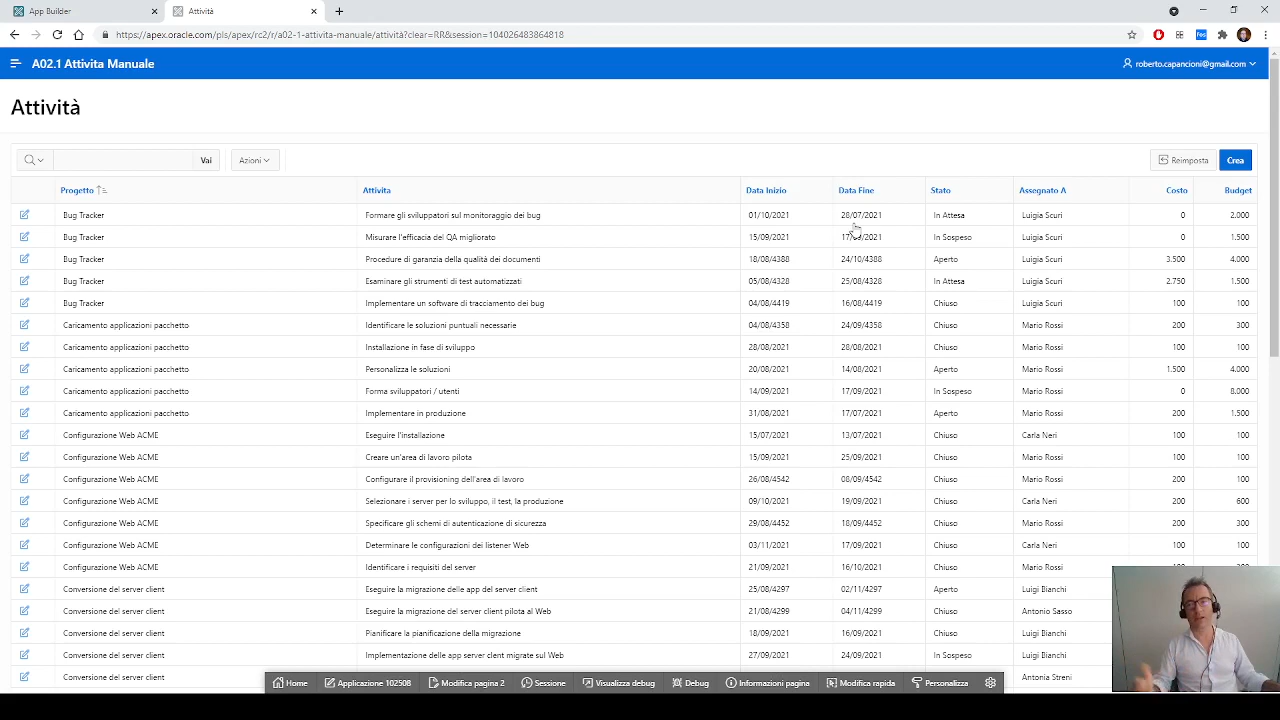 App Builder
Attività
https://apex.oracle.com/pls/apex/rc2/r/a02-1-attivita-manuale/attività?clear=RR&session=104026483864818
A02.1 Attivita Manuale roberto.capancioni@gmail.com
Attività
Vai Azioni Reimposta Crea
Progetto Attivita Data Inizio Data Fine Stato Assegnato A Costo Budget
Bug Tracker Formare gli sviluppatori sul monitoraggio dei bug 01/10/2021 28/07/2021 In Attesa Luigia Scuri 0 2.000
Bug Tracker Misurare l'efficacia del QA migliorato 15/09/2021 17/ /2021 In Sospeso Luigia Scuri 0 1.500
Bug Tracker Procedure di garanzia della qualità dei documenti 18/08/4388 24/10/4388 Aperto Luigia Scuri 3.500 4.000
Bug Tracker Esaminare gli strumenti di test automatizzati 05/08/4328 25/08/4328 In Attesa Luigia Scuri 2.750 1.500
Bug Tracker Implementare un software di tracciamento dei bug 04/08/4419 16/08/4419 Chiuso Luigia Scuri 100 100
Caricamento applicazioni pacchetto Identificare le soluzioni puntuali necessarie 04/08/4358 24/09/4358 Chiuso Mario Rossi 200 300
Caricamento applicazioni pacchetto Installazione in fase di sviluppo 28/08/2021 28/08/2021 Chiuso Mario Rossi 100 100
Caricamento applicazioni pacchetto Personalizza le soluzioni 20/08/2021 14/08/2021 Aperto Mario Rossi 1.500 4.000
Caricamento applicazioni pacchetto Forma sviluppatori / utenti 14/09/2021 17/09/2021 In Sospeso Mario Rossi 0 8.000
Caricamento applicazioni pacchetto Implementare in produzione 31/08/2021 17/07/2021 Aperto Mario Rossi 200 1.500
Configurazione Web ACME Eseguire l'installazione 15/07/2021 13/07/2021 Chiuso Carla Neri 100 100
Configurazione Web ACME Creare un'area di lavoro pilota 15/09/2021 25/09/2021 Chiuso Mario Rossi 100 100
Configurazione Web ACME Configurare il provisioning dell'area di lavoro 26/08/4542 08/09/4542 Chiuso Mario Rossi 200 100
Configurazione Web ACME Selezionare i server per lo sviluppo, il test, la produzione 09/10/2021 19/09/2021 Chiuso Carla Neri 200 600
Configurazione Web ACME Specificare gli schemi di autenticazione di sicurezza 29/08/4452 18/09/4452 Chiuso Mario Rossi 200 300
Configurazione Web ACME Determinare le configurazioni dei listener Web 03/11/2021 17/09/2021 Chiuso Carla Neri 100 100
Configurazione Web ACME Identificare i requisiti del server 21/09/2021 16/10/2021 Chiuso Mario Rossi
Conversione del server client Eseguire la migrazione delle app del server client 25/08/4297 02/11/4297 Aperto Luigi Bianchi
Conversione del server client Eseguire la migrazione del server client pilota al Web 21/08/4299 04/11/4299 Chiuso Antonio Sasso
Conversione del server client Pianificare la pianificazione della migrazione 18/09/2021 16/09/2021 Chiuso Luigi Bianchi
Conversione del server client Implementazione delle app server clent migrate sul Web 27/09/2021 24/09/2021 In Sospeso Luigi Bianchi
Conversione del server client Antonia Streni
Home Applicazione 102508 Modifica pagina 2 Sessione Visualizza debug Debug Informazioni pagina Modifica rapida Personalizza